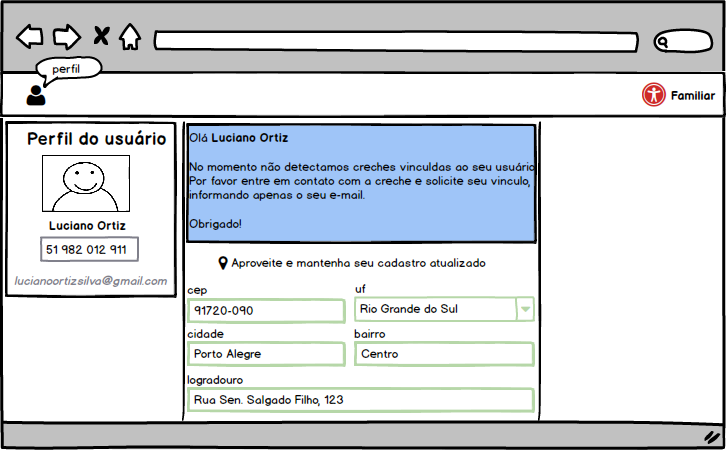 perfil
Familiar
Perfil do usuário
Luciano Ortiz
51 982 012 911
lucianoortizsilva@gmail.com
Olá Luciano Ortiz
No momento não detectamos creches vinculdas ao seu usuário
Por favor entre em contato com a creche e solicite seu vinculo,
informando apenas o seu e-mail.
Obrigado!
Aproveite e mantenha seu cadastro atualizado
cep
uf
91720-090
Rio Grande do Sul
cidade
bairro
Porto Alegre
Centro
logradouro
Rua Sen. Salgado Filho, 123